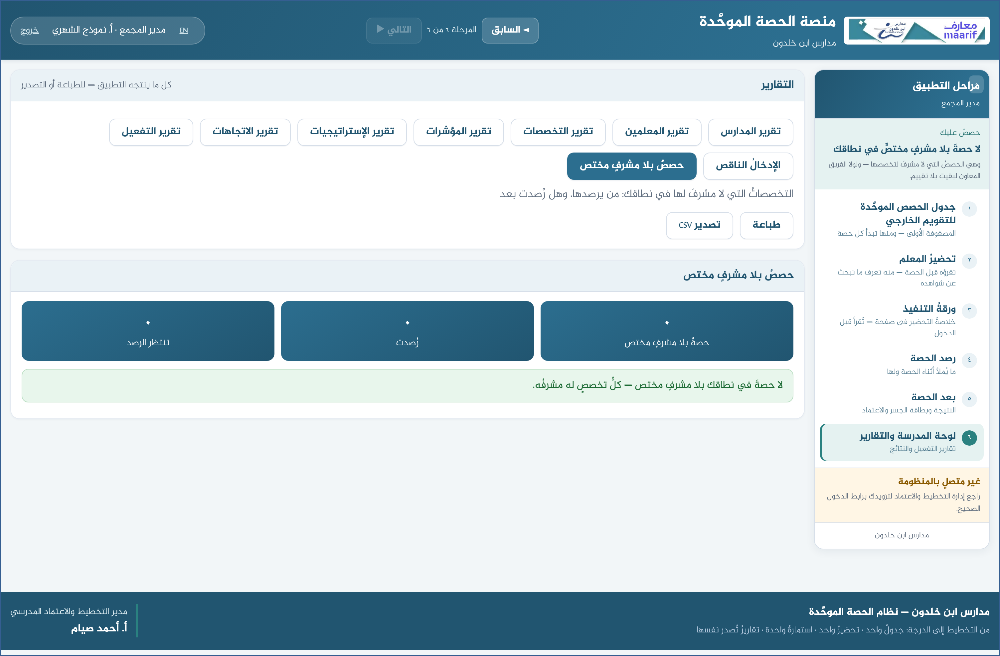 معارف
maarif
مدارس
ابن خلدون
Ibn Khaldoun Schools
منصة الحصة الموحَّدة
مدارس ابن خلدون
◄ السابق
المرحلة ٦ من ٦
التالي ▶
EN
مدير المجمع · أ. نموذج الشهري
خروج
مراحل التطبيق
مدير المجمع
حصصٌ عليك
لا حصةَ بلا مشرفٍ مختصٍّ في نطاقك
وهي الحصصُ التي لا مشرفَ لتخصصها — ولولا الفريق
المعاون لبقيت بلا تقييم.
١
جدول الحصص الموحَّدة
للتقويم الخارجي
المصفوفة الأولى — ومنها تبدأ كل حصة
٢
تحضيرُ المعلم
تقرؤه قبل الحصة — منه تعرف ما تبحث
عن شواهده
٣
ورقةُ التنفيذ
خلاصةُ التحضير في صفحة — تُقرأ قبل
الدخول
٤
رصد الحصة
ما يُملأ أثناء الحصة ولها
٥
بعد الحصة
النتيجة وبطاقة الجسر والاعتماد
٦
لوحة المدرسة والتقارير
تقارير التفعيل والنتائج
غير متصلٍ بالمنظومة
راجع إدارة التخطيط والاعتماد لتزويدك برابط الدخول
الصحيح.
مدارس ابن خلدون
التقارير
كل ما ينتجه التطبيق — للطباعة أو التصدير
تقرير المدارس
تقرير المعلمين
تقرير التخصصات
تقرير المؤشرات
تقرير الإستراتيجيات
تقرير الاتجاهات
تقرير التفعيل
الإدخالُ الناقص
حصصٌ بلا مشرفٍ مختص
التخصصاتُ التي لا مشرفَ لها في نطاقك: من يرصدها، وهل رُصدت بعد
طباعة
تصدير CSV
حصصٌ بلا مشرفٍ مختص
٠
حصةً بلا مشرفٍ مختص
٠
رُصدت
٠
تنتظر الرصد
لا حصةَ في نطاقك بلا مشرفٍ مختص — كلُّ تخصصٍ له مشرفُه.
مدارس ابن خلدون — نظام الحصة الموحَّدة
من التخطيط إلى الدرجة: جدولٌ واحد · تحضيرٌ واحد · استمارةٌ واحدة · تقاريرُ تُصدر نفسها
مدير التخطيط والاعتماد المدرسي
أ. أحمد صيام